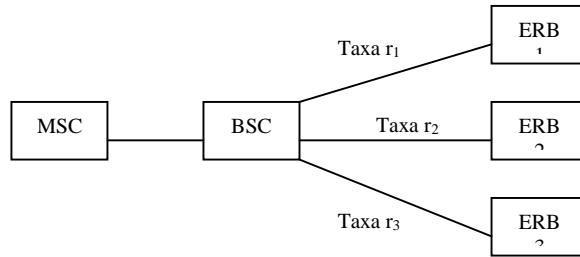 ERB
Taxa r₁
MSC
BSC
Taxa r₂
ERB
Taxa r₃
ERB